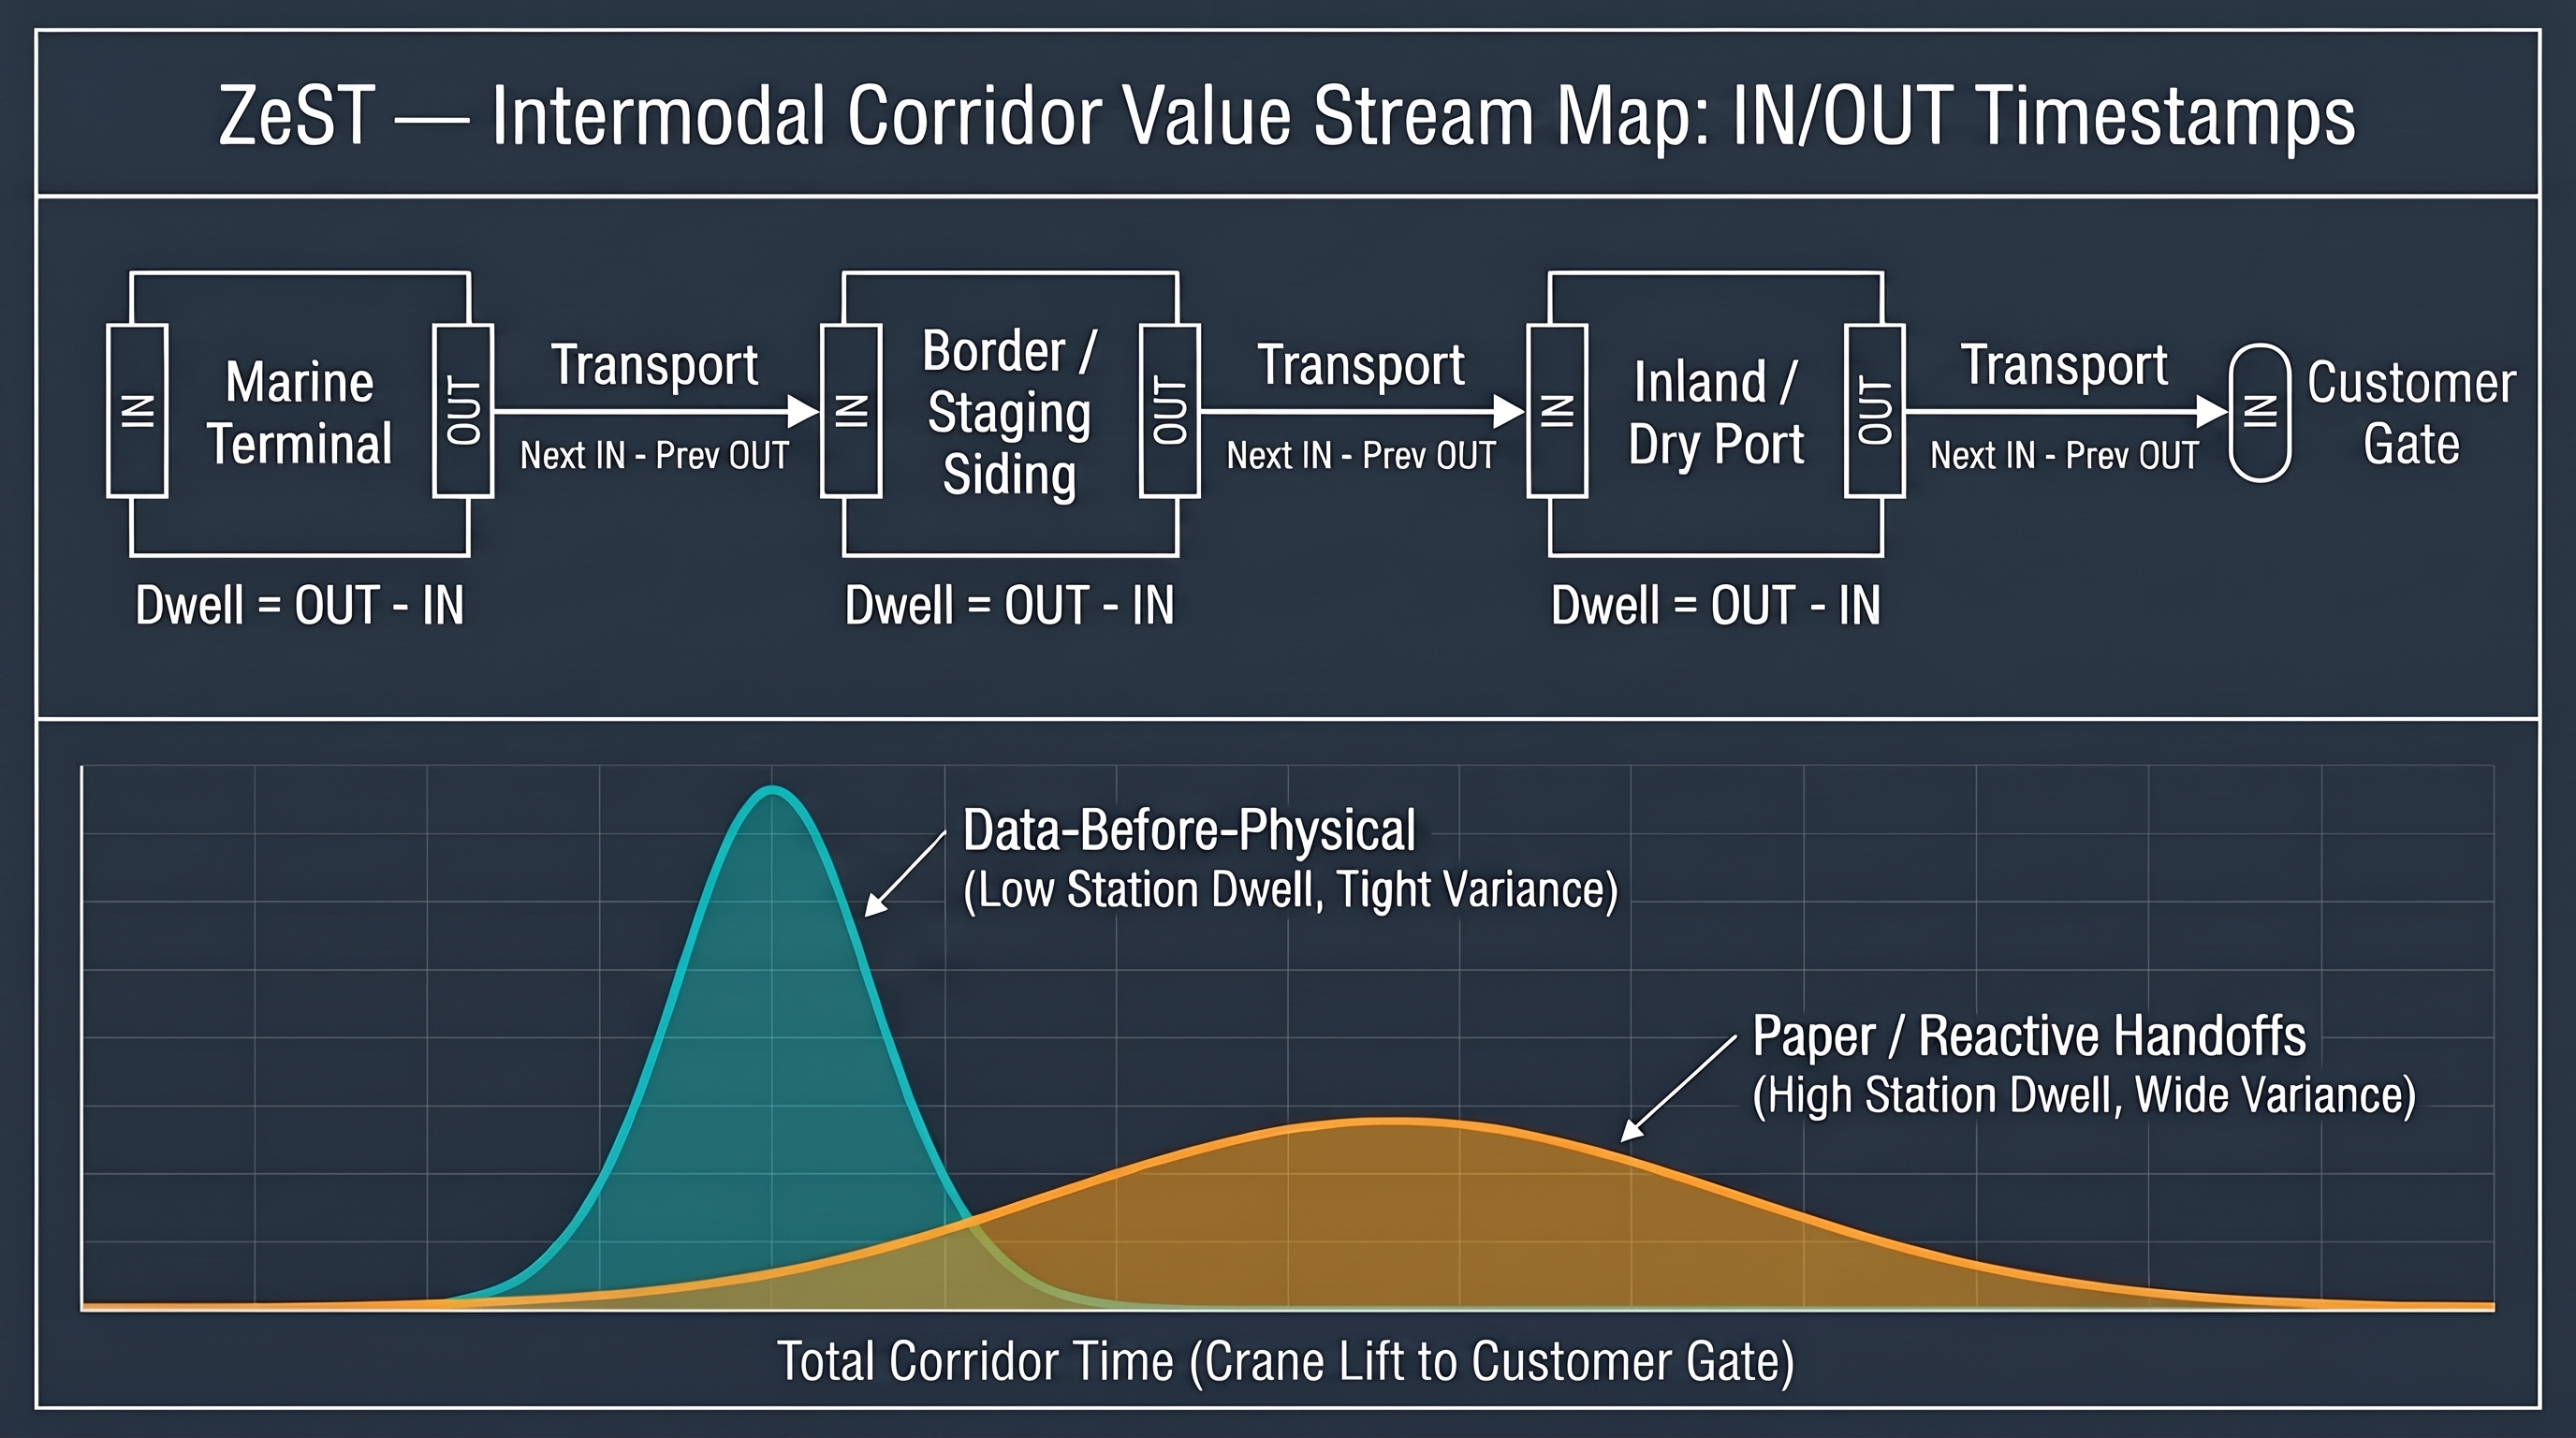 ZeST — Intermodal Corridor Value Stream Map: IN/OUT Timestamps
IN
Marine
Terminal
OUT
Transport
Next IN - Prev OUT
IN
Border /
Staging
Siding
OUT
Transport
Next IN - Prev OUT
IN
Inland /
Dry Port
OUT
Transport
Next IN - Prev OUT
IN
Customer
Gate
Dwell = OUT - IN
Dwell = OUT - IN
Dwell = OUT - IN
Data-Before-Physical
(Low Station Dwell, Tight Variance)
Paper / Reactive Handoffs
(High Station Dwell, Wide Variance)
Total Corridor Time (Crane Lift to Customer Gate)